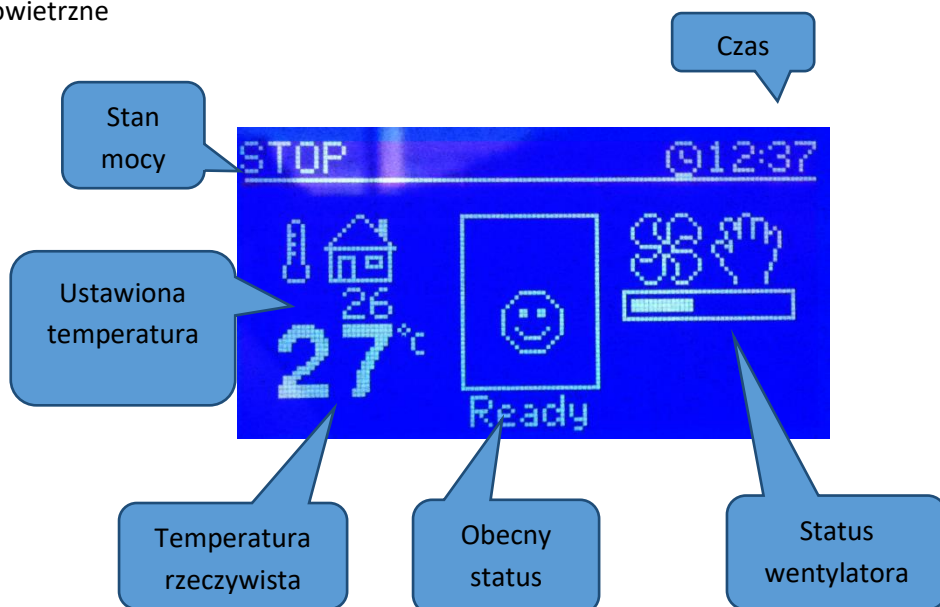 owietrzne
Czas
Stan
mocy
STOP 12:37
Ustawiona
temperatura
26
27°C
Ready
Temperatura
rzeczywista
Obecny
status
Status
wentylatora